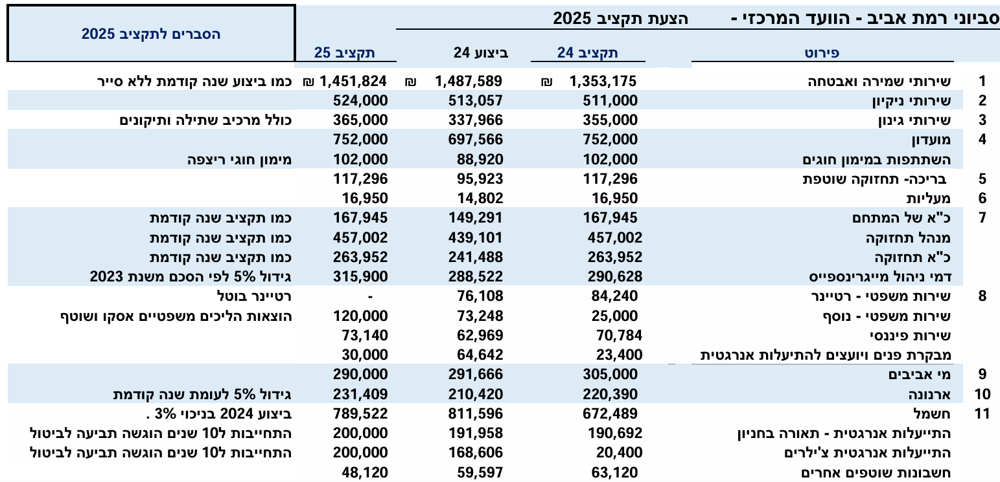 סביוני רמת אביב - הוועד המרכזי - הצעת תקציב 2025
הסברים לתקציב 2025
פירוט תקציב 24 ביצוע 24 תקציב 25
1 שירותי שמירה ואבטחה 1,353,175 ₪ 1,487,589 ₪ 1,451,824 ₪ כמו ביצוע שנה קודמת ללא סייר
2 שירותי ניקיון 511,000 513,057 524,000
3 שירותי גינון 355,000 337,966 365,000 כולל מרכיב שתילה ותיקונים
4 מועדון 752,000 697,566 752,000
השתתפות במימון חוגים 102,000 88,920 102,000 מימון חוגי ריצפה
5 בריכה- תחזוקה שוטפת 117,296 95,923 117,296
6 מעליות 16,950 14,802 16,950
7 כ"א של המתחם 167,945 149,291 167,945 כמו תקציב שנה קודמת
מנהל תחזוקה 457,002 439,101 457,002 כמו תקציב שנה קודמת
כ"א תחזוקה 263,952 241,488 263,952 כמו תקציב שנה קודמת
דמי ניהול מייגרינספייס 290,628 288,522 315,900 גידול 5% לפי הסכם משנת 2023
8 שירות משפטי - רטיינר 84,240 76,108 - רטיינר בוטל
שירות משפטי - נוסף 25,000 73,248 120,000 הוצאות הליכים משפטיים אסקו ושוטף
שירות פיננסי 70,784 62,969 73,140
מבקרת פנים ויועצים להתיעלות אנרגטית 23,400 64,642 30,000
9 מי אביבים 305,000 291,666 290,000
10 ארנונה 220,390 210,420 231,409 גידול 5% לעומת שנה קודמת
11 חשמל 672,489 811,596 789,522 ביצוע 2024 בניכוי 3% .
התייעלות אנרגטית - תאורה בחניון 190,692 191,958 200,000 התחייבות ל10 שנים הוגשה תביעה לביטול
התייעלות אנרגטית צ'ילרים 20,400 168,606 200,000 התחייבות ל10 שנים הוגשה תביעה לביטול
חשבונות שוטפים אחרים 63,120 59,597 48,120